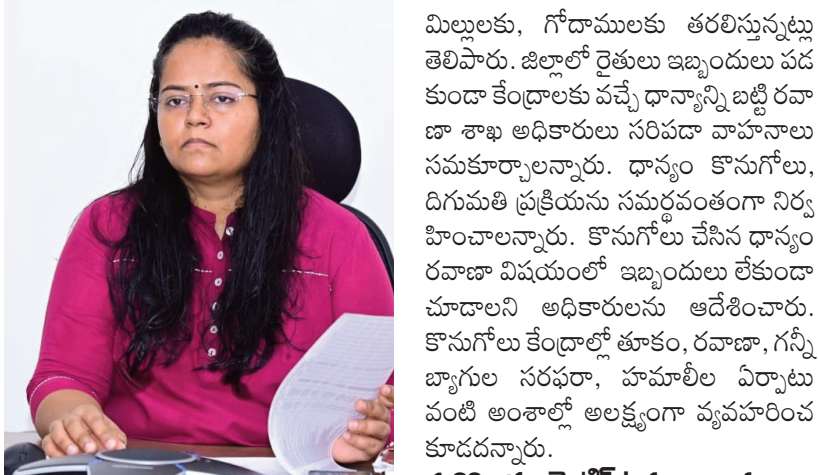 మిల్లులకు, గోదాములకు తరలిస్తున్నట్లు
తెలిపారు. జిల్లాలో రైతులు ఇబ్బందులు పడ
కుండా కేంద్రాలకు వచ్చే ధాన్యాన్ని బట్టి రవా
ణా శాఖ అధికారులు సరిపడా వాహనాలు
సమకూర్చాలన్నారు. ధాన్యం కొనుగోలు,
దిగుమతి ప్రక్రియను సమర్థవంతంగా నిర్వ
హించాలన్నారు. కొనుగోలు చేసిన ధాన్యం
రవాణా విషయంలో ఇబ్బందులు లేకుండా
చూడాలని అధికారులను ఆదేశించారు.
కొనుగోలు కేంద్రాల్లో తూకం, రవాణా, గన్నీ
బ్యాగుల సరఫరా, హమాలీల ఏర్పాటు
వంటి అంశాల్లో అలక్ష్యంగా వ్యవహరించ
కూడదన్నారు.